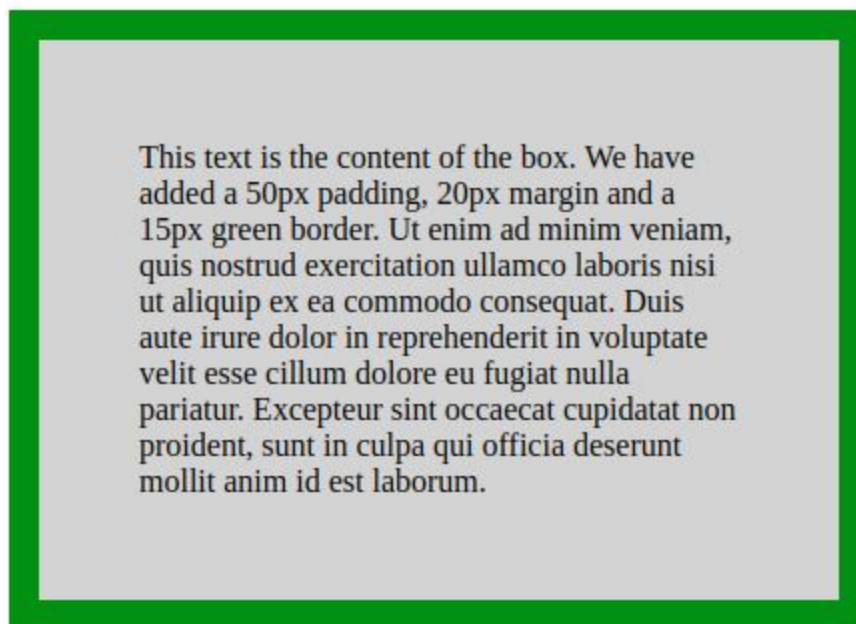 This text is the content of the box. We have
added a 50px padding, 20px margin and a
15px green border. Ut enim ad minim veniam,
quis nostrud exercitation ullamco laboris nisi
ut aliquip ex ea commodo consequat. Duis
aute irure dolor in reprehenderit in voluptate
velit esse cillum dolore eu fugiat nulla
pariatur. Excepteur sint occaecat cupidatat non
proident, sunt in culpa qui officia deserunt
mollit anim id est laborum.